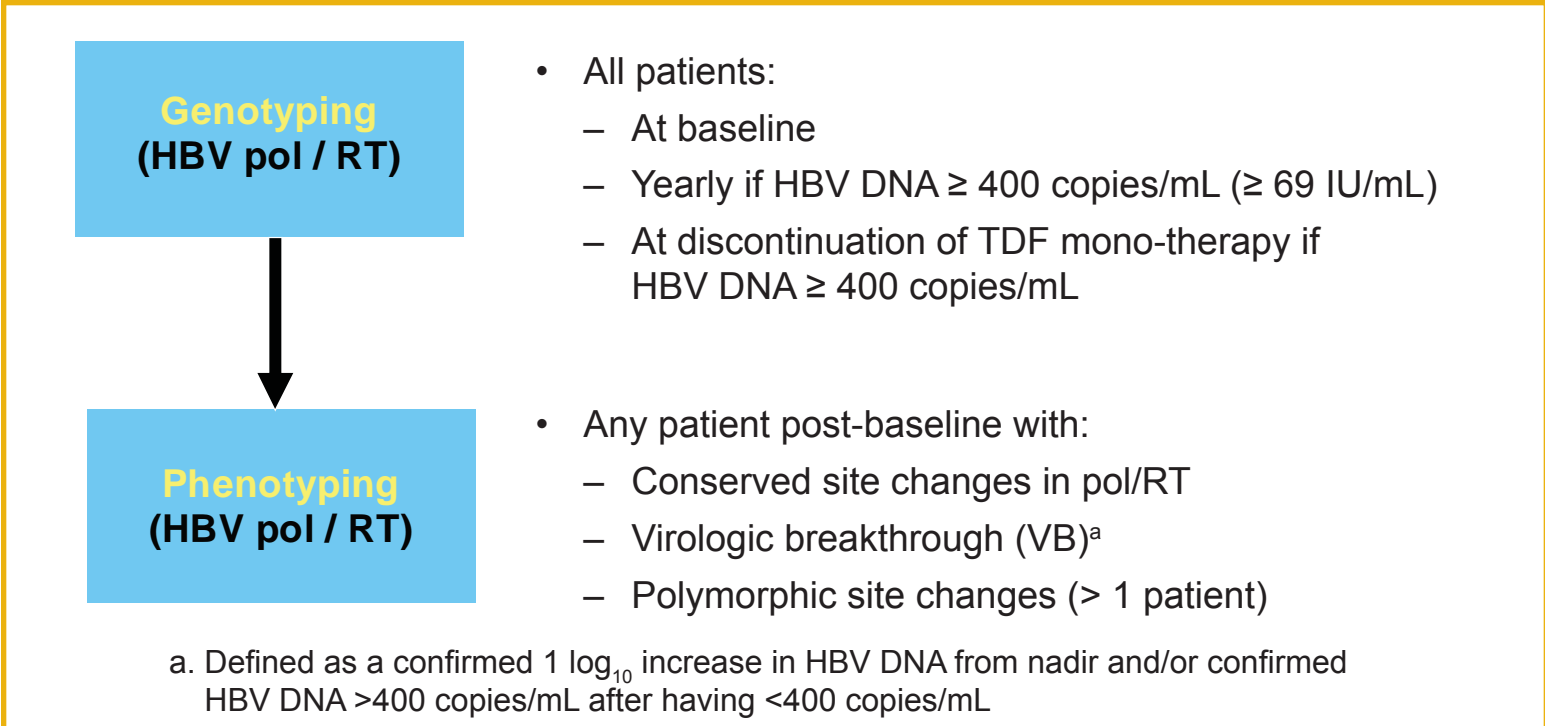 Genotyping
(HBV pol / RT)
• All patients:
– At baseline
– Yearly if HBV DNA ≥ 400 copies/mL (≥ 69 IU/mL)
– At discontinuation of TDF mono-therapy if
HBV DNA ≥ 400 copies/mL
Phenotyping
(HBV pol / RT)
• Any patient post-baseline with:
– Conserved site changes in pol/RT
– Virologic breakthrough (VB)ᵃ
– Polymorphic site changes (> 1 patient)
a. Defined as a confirmed 1 log₁₀ increase in HBV DNA from nadir and/or confirmed
HBV DNA >400 copies/mL after having <400 copies/mL